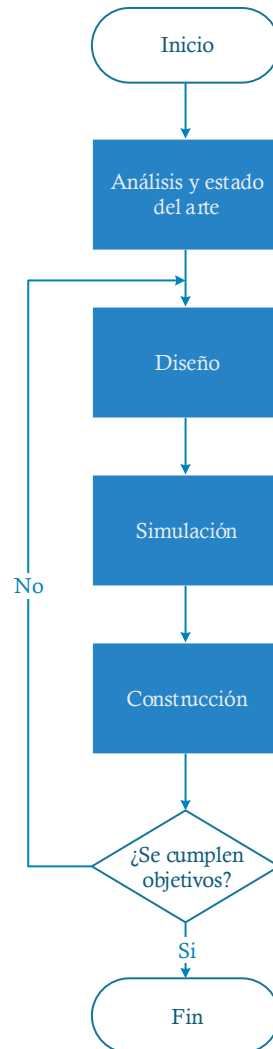 Inicio
Análisis y estado
del arte
Diseño
Simulación
No
Construcción
¿Se cumplen
objetivos?
Si
Fin